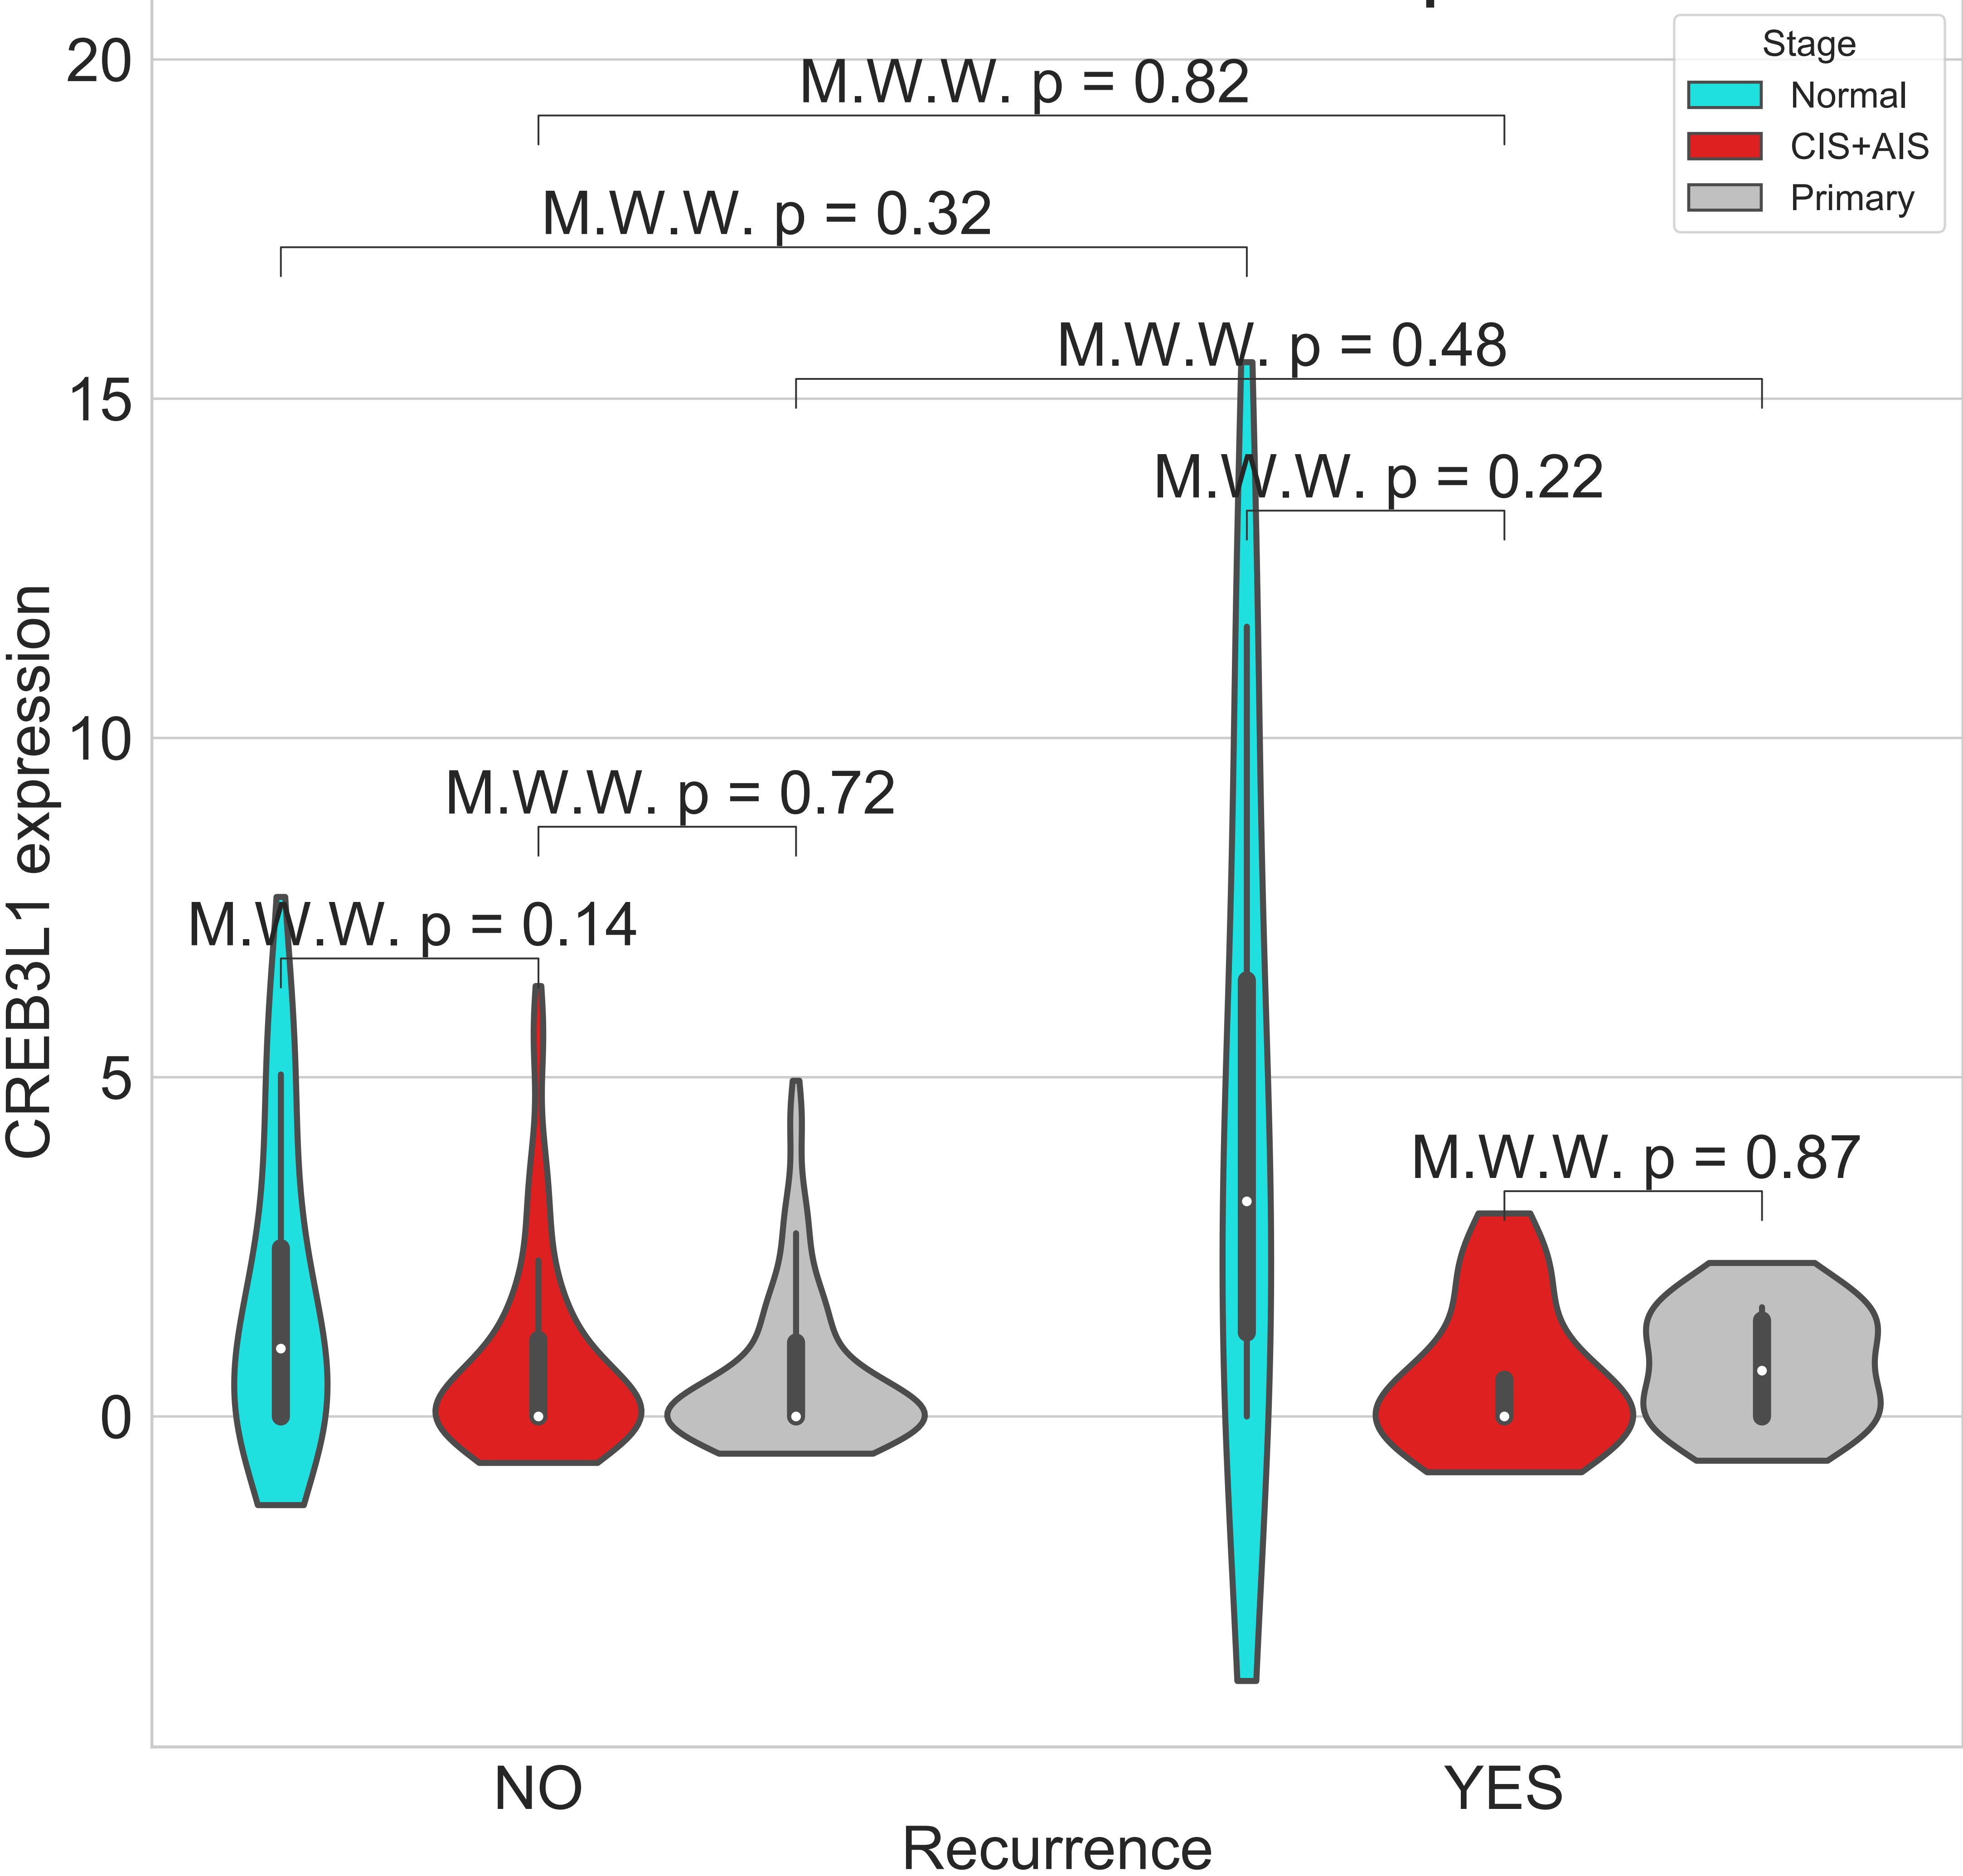 20
15
10
5
0
CREB3L1 expression
Stage
Normal
CIS+AIS
Primary
M.W.W. p = 0.82
M.W.W. p = 0.32
M.W.W. p = 0.48
M.W.W. p = 0.22
M.W.W. p = 0.72
M.W.W. p = 0.14
M.W.W. p = 0.87
NO
YES
Recurrence